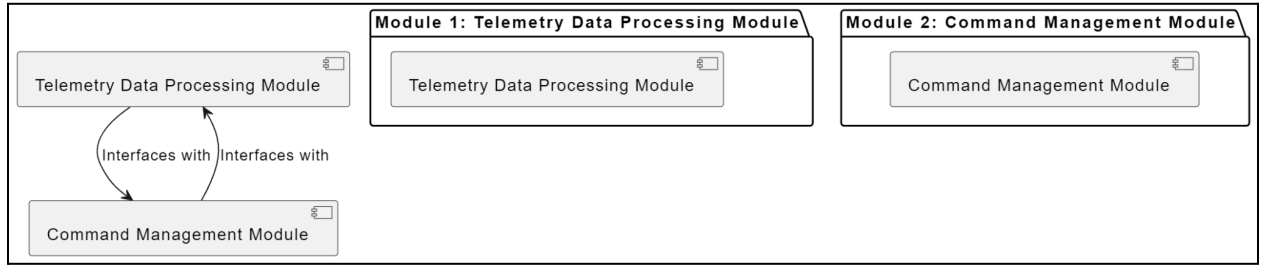 Module 1: Telemetry Data Processing Module
Module 2: Command Management Module
Telemetry Data Processing Module
Telemetry Data Processing Module
Command Management Module
Interfaces with
Interfaces with
Command Management Module